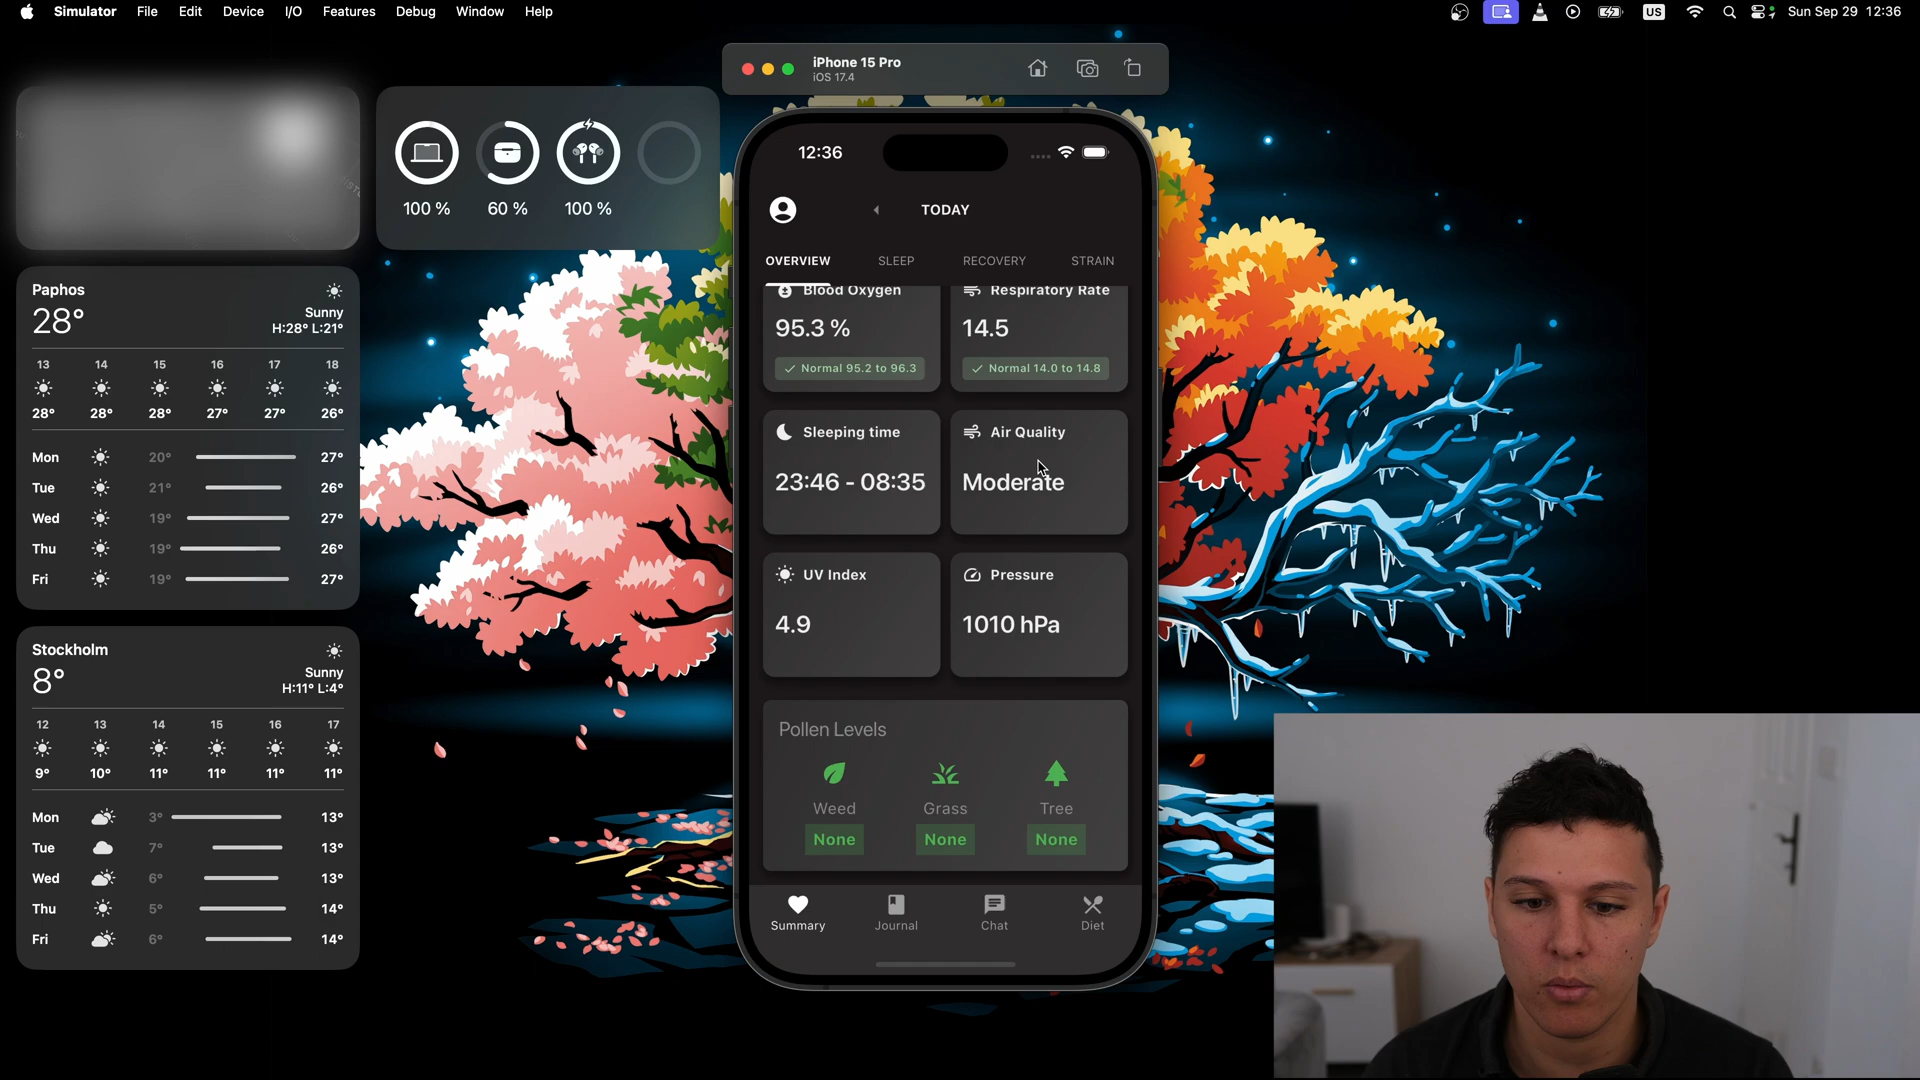 Simulator File Edit Device I/O Features Debug Window Help
US
Sun Sep 29 12:36
100 %
60 %
100 %
Paphos
28°
Sunny
H:28° L:21°
13 14 15 16 17 18
28° 28° 28° 27° 27° 26°
Mon 20° 27°
Tue 21° 26°
Wed 19° 27°
Thu 19° 26°
Fri 19° 27°
Stockholm
8°
Sunny
H:11° L:4°
12 13 14 15 16 17
9° 10° 11° 11° 11° 11°
Mon 3° 13°
Tue 7° 13°
Wed 6° 13°
Thu 5° 14°
Fri 6° 14°
iPhone 15 Pro
iOS 17.4
12:36
TODAY
OVERVIEW SLEEP RECOVERY STRAIN
Blood Oxygen
95.3 %
Normal 95.2 to 96.3
Respiratory Rate
14.5
Normal 14.0 to 14.8
Sleeping time
23:46 - 08:35
Air Quality
Moderate
UV Index
4.9
Pressure
1010 hPa
Pollen Levels
Weed Grass Tree
None None None
Summary Journal Chat Diet